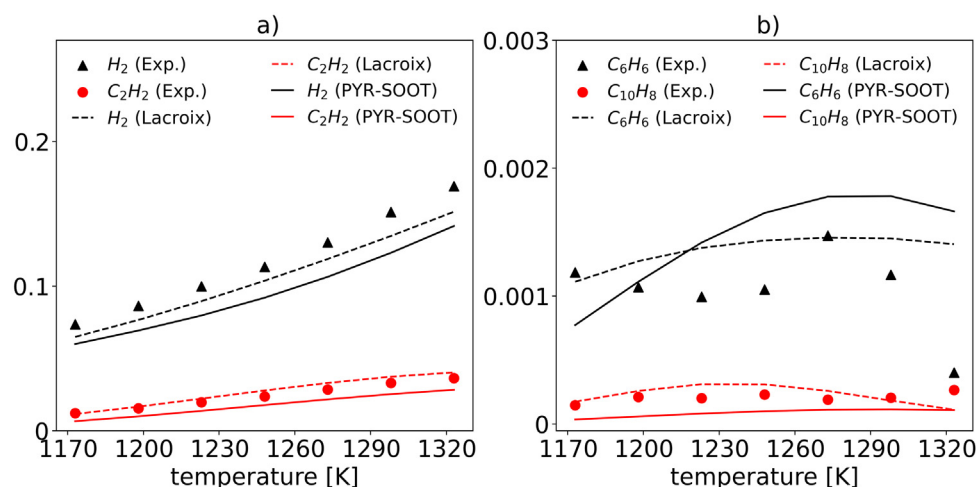 a)
H₂ (Exp.)
C₂H₂ (Exp.)
H₂ (Lacroix)
C₂H₂ (Lacroix)
H₂ (PYR-SOOT)
C₂H₂ (PYR-SOOT)
0.2
0.1
0
1170 1200 1230 1260 1290 1320
temperature [K]
b)
C₆H₆ (Exp.)
C₁₀H₈ (Exp.)
C₆H₆ (Lacroix)
C₁₀H₈ (Lacroix)
C₆H₆ (PYR-SOOT)
C₁₀H₈ (PYR-SOOT)
0.003
0.002
0.001
0
1170 1200 1230 1260 1290 1320
temperature [K]